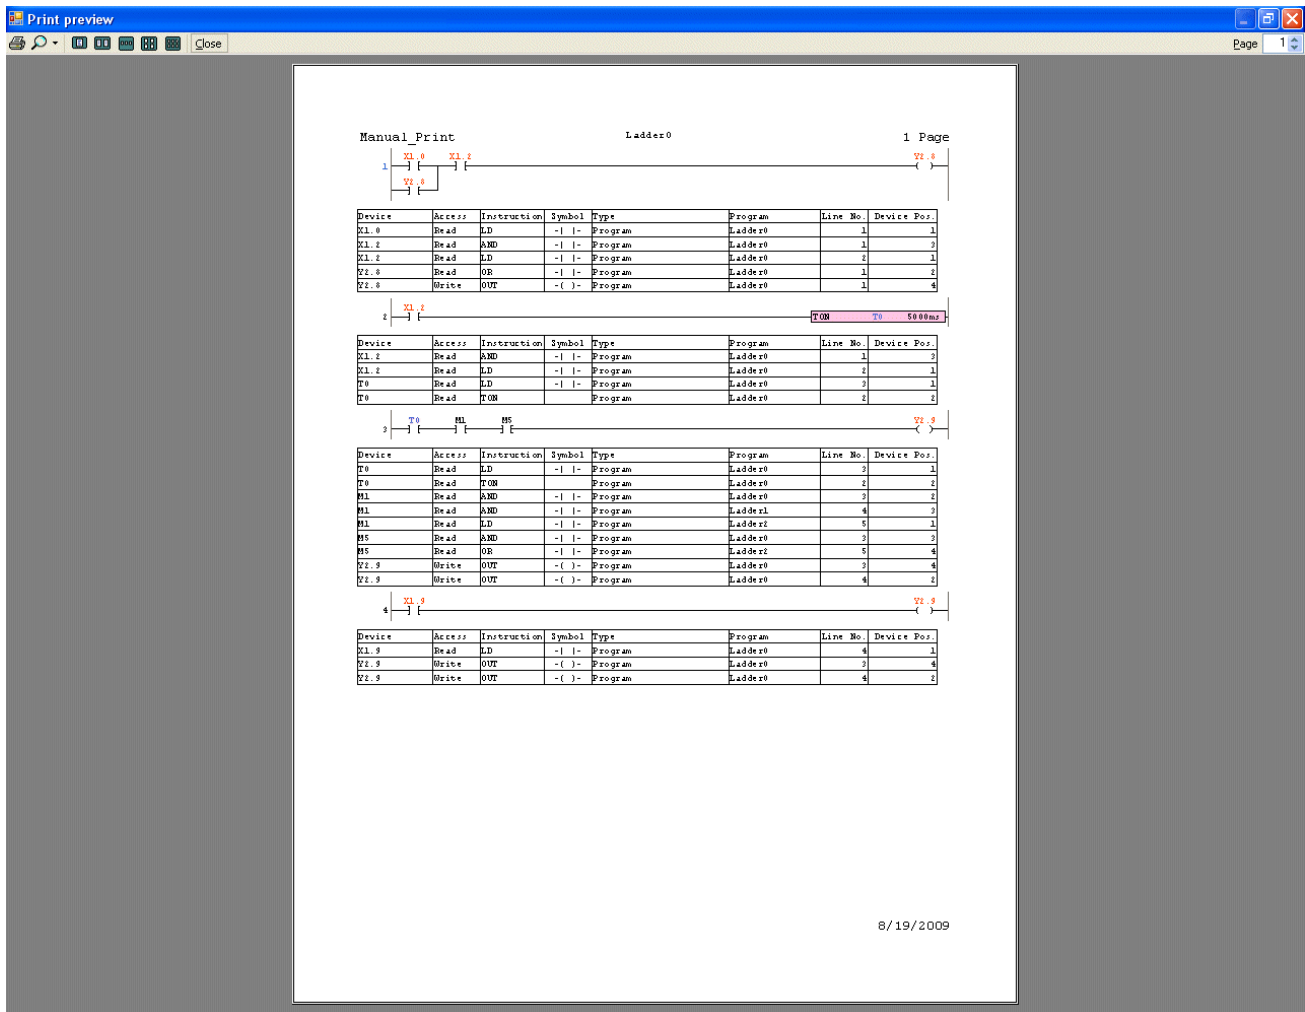 Print preview
Close Page 1
Manual_Print Ladder0 1 Page
X1.0 X1.2 Y2.8
1
Y2.8
Device Access Instruction Symbol Type Program Line No. Device Pos.
X1.0 Read LD -| |- Program Ladder0 1 1
X1.2 Read AND -| |- Program Ladder0 1 3
X1.2 Read LD -| |- Program Ladder0 2 1
Y2.8 Read OR -| |- Program Ladder0 1 2
Y2.8 Write OUT -( )- Program Ladder0 1 4
X1.2
2 TON T0 5000ms
Device Access Instruction Symbol Type Program Line No. Device Pos.
X1.2 Read AND -| |- Program Ladder0 1 3
X1.2 Read LD -| |- Program Ladder0 2 1
T0 Read LD -| |- Program Ladder0 3 1
T0 Read TON Program Ladder0 2 2
T0 M1 M5 Y2.9
3
Device Access Instruction Symbol Type Program Line No. Device Pos.
T0 Read LD -| |- Program Ladder0 3 1
T0 Read TON Program Ladder0 2 2
M1 Read AND -| |- Program Ladder0 3 2
M1 Read AND -| |- Program Ladder1 4 3
M1 Read LD -| |- Program Ladder2 5 1
M5 Read AND -| |- Program Ladder0 3 3
M5 Read OR -| |- Program Ladder2 5 4
Y2.9 Write OUT -( )- Program Ladder0 3 4
Y2.9 Write OUT -( )- Program Ladder0 4 2
X1.9 Y2.9
4
Device Access Instruction Symbol Type Program Line No. Device Pos.
X1.9 Read LD -| |- Program Ladder0 4 1
Y2.9 Write OUT -( )- Program Ladder0 3 4
Y2.9 Write OUT -( )- Program Ladder0 4 2
8/19/2009